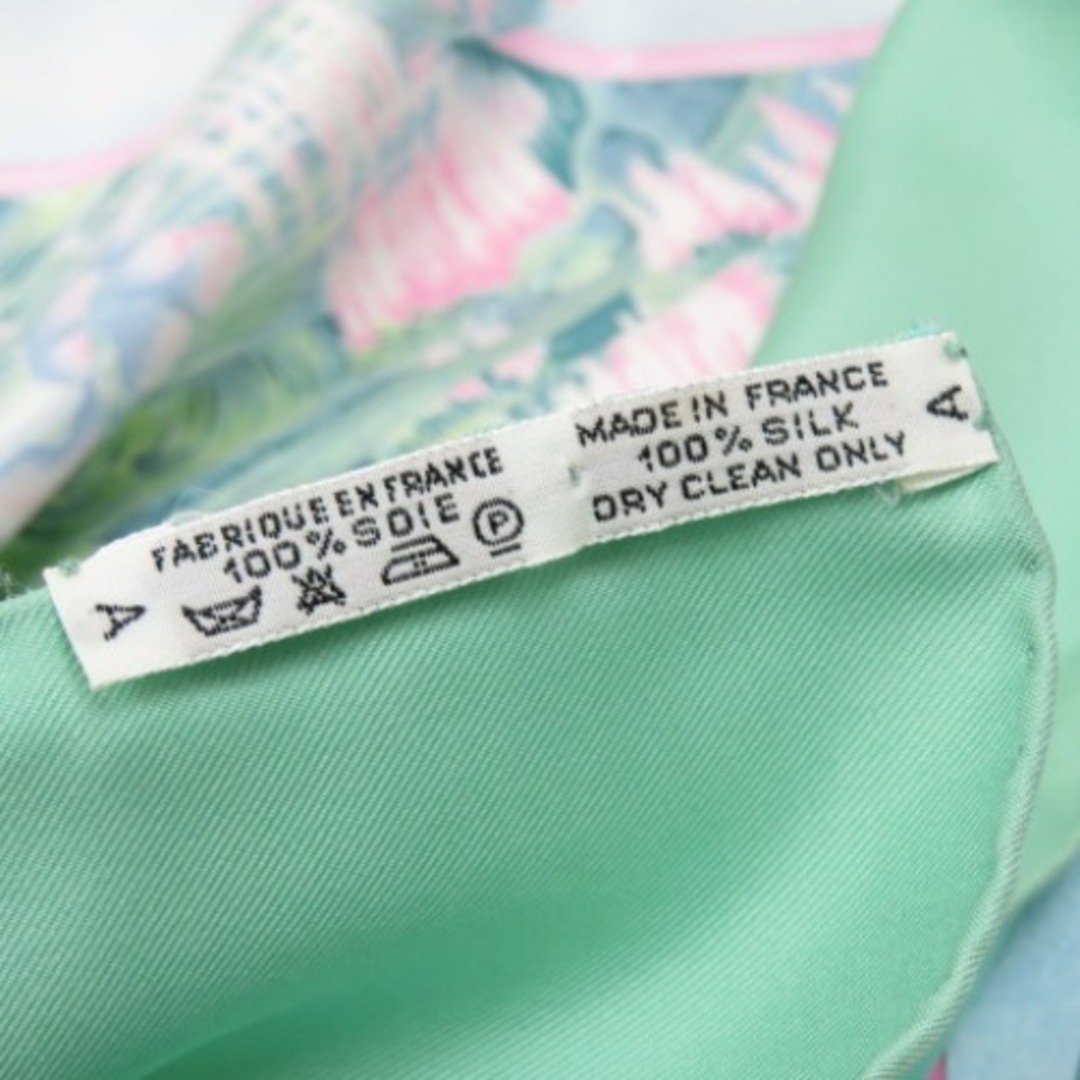 FABRIQUE EN FRANCE
100% SOIE
P
A
MADE IN FRANCE
100% SILK
DRY CLEAN ONLY
A